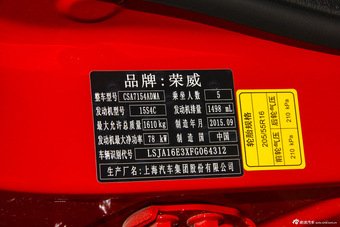 品牌:荣威
整车型号 CSA7154ADMA 乘坐人数 5
发动机型号 15S4C 发动机排量 1498 mL
最大允许总质量 1610 kg 制造年月 2015.09
发动机最大净功率 78 kW 制造国 中国
车辆识别代号 LSJA16E3XFG064312
生产厂名:上海汽车集团股份有限公司
轮胎规格 205/55R16
前轮气压 210 kPa
后轮气压 210 kPa